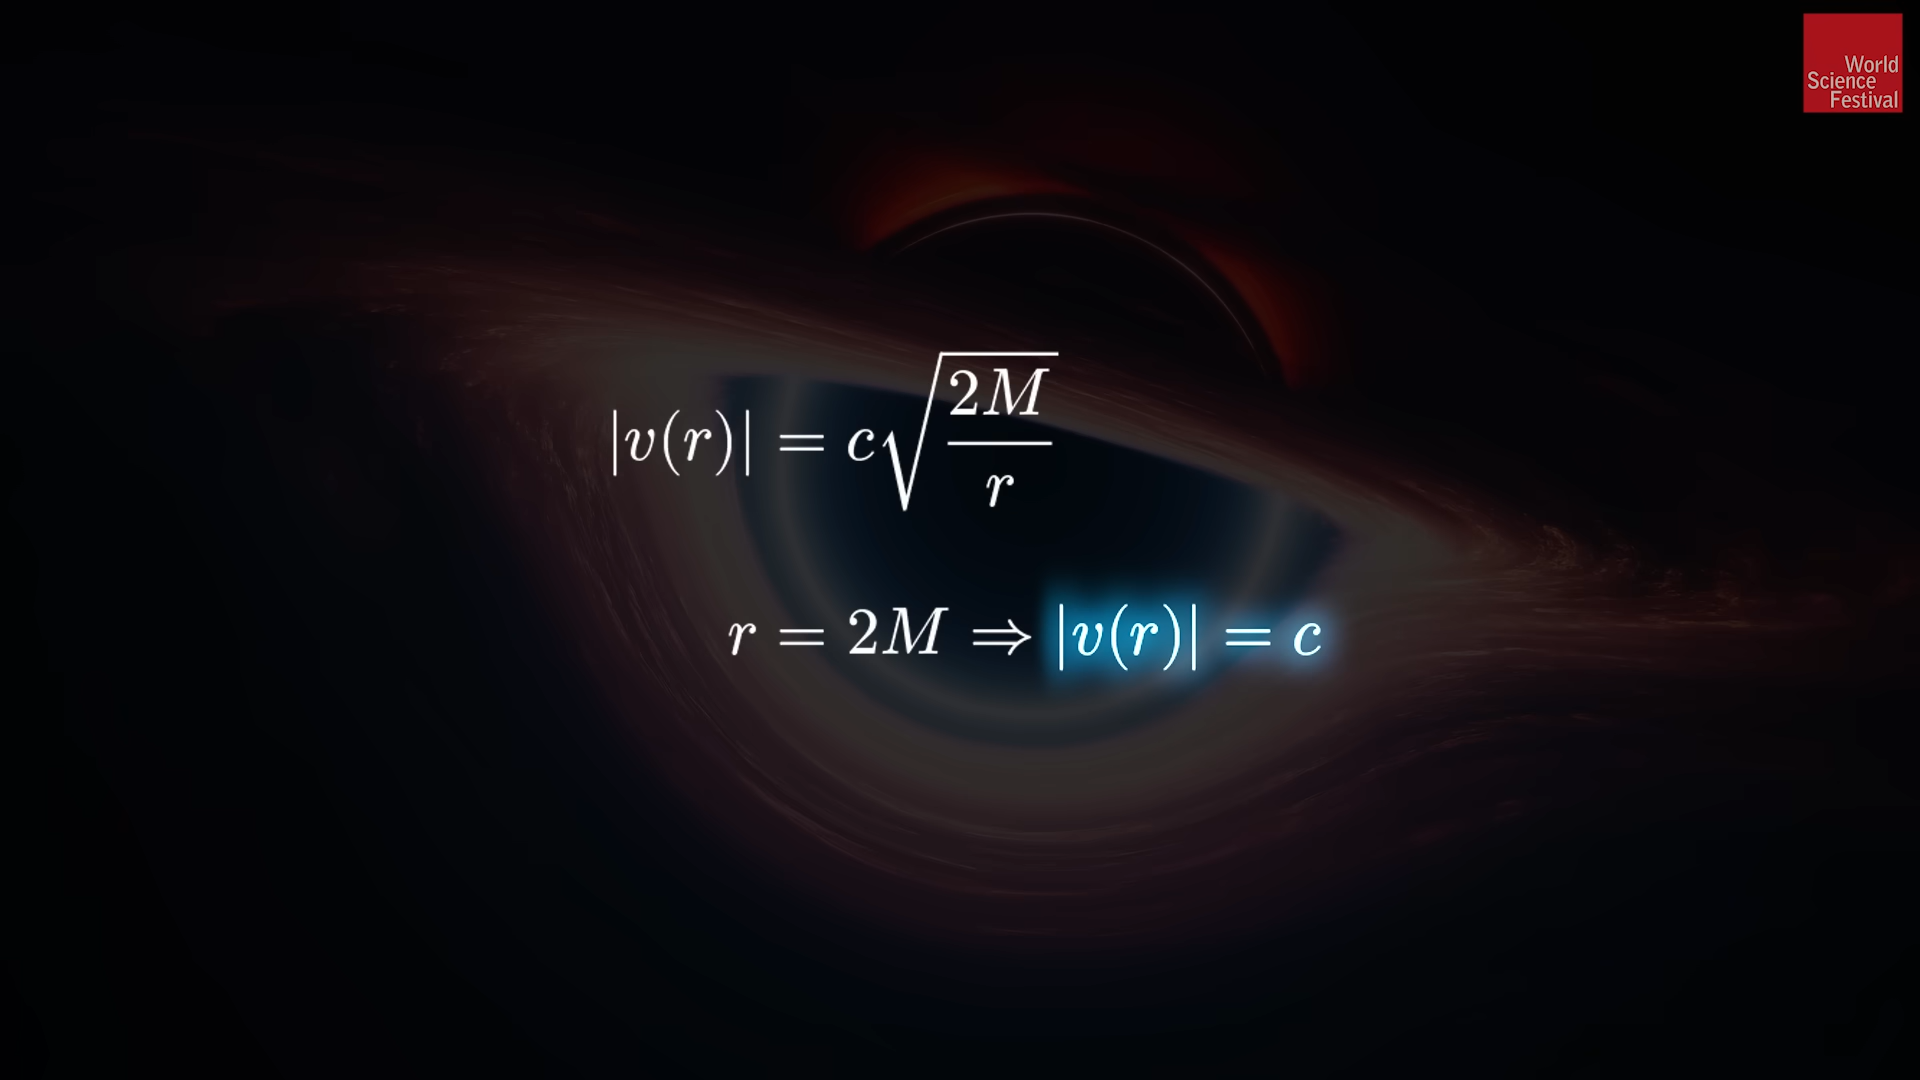 World
Science
Festival
|v(r)| = c√(2M/r)
r = 2M ⇒ |v(r)| = c